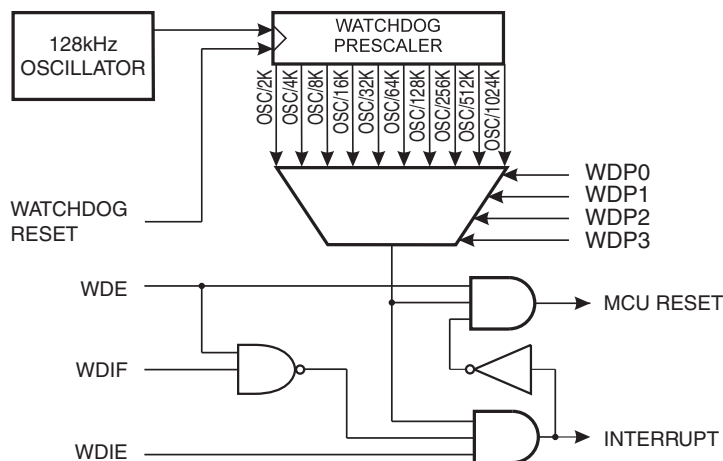 128kHz
OSCILLATOR
WATCHDOG
PRESCALER
OSC/2K
OSC/4K
OSC/8K
OSC/16K
OSC/32K
OSC/64K
OSC/128K
OSC/256K
OSC/512K
OSC/1024K
WDP0
WDP1
WDP2
WDP3
WATCHDOG
RESET
WDE
MCU RESET
WDIF
INTERRUPT
WDIE